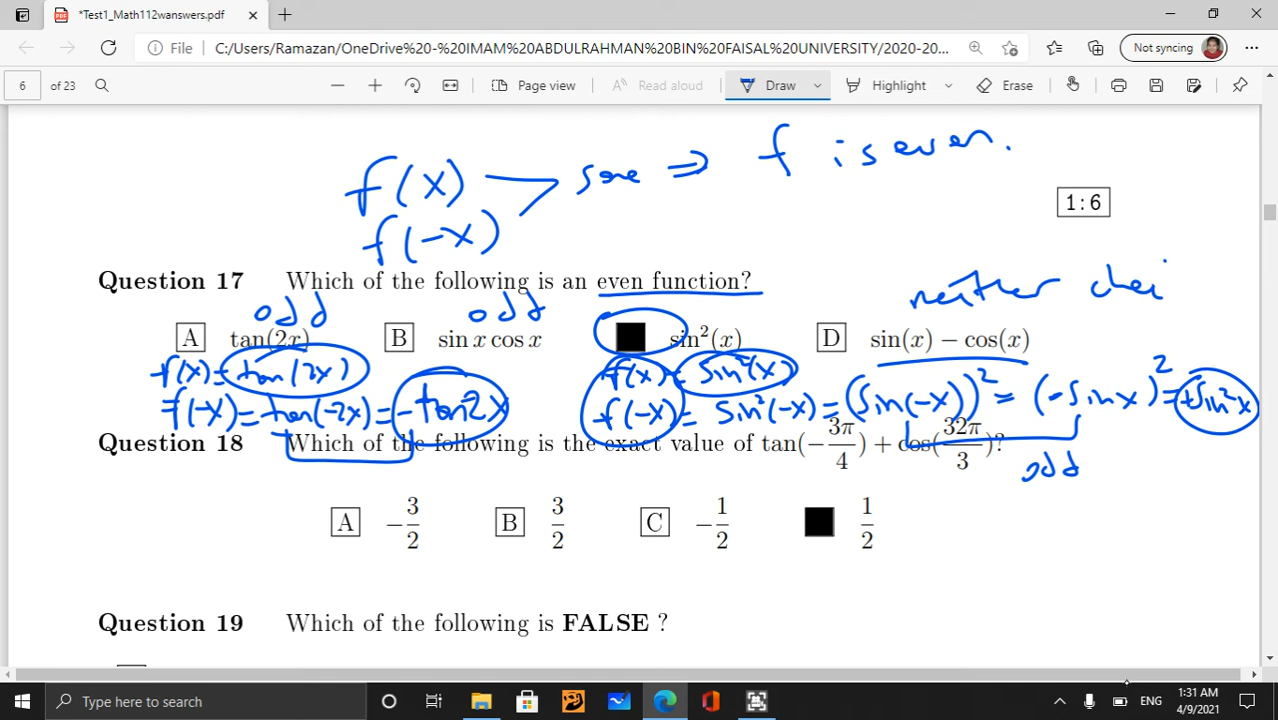 *Test1_Math112wanswers.pdf
File C:/Users/Ramazan/OneDrive%20-%20IMAM%20ABDULRAHMAN%20BIN%20FAISAL%20UNIVERSITY/2020-20... Not syncing
6 of 23 Page view Read aloud Draw Highlight Erase
f(x) same ⇒ f is even.
f(-x)
1:6
Question 17 Which of the following is an even function?
odd odd neither
A tan(2x) B sin x cos x sin²(x) D sin(x) − cos(x)
f(x)=tan(2x) f(x)=sin²(x)
f(-x)=tan(-2x)=-tan2x f(-x)=sin²(-x)=(sin(-x))²=(-sinx)²=+sin²x
Question 18 Which of the following is the exact value of tan(−3π/4) + cos(32π/3)?
odd
A −3/2 B 3/2 C −1/2 1/2
Question 19 Which of the following is FALSE ?
Type here to search ENG 1:31 AM
4/9/2021